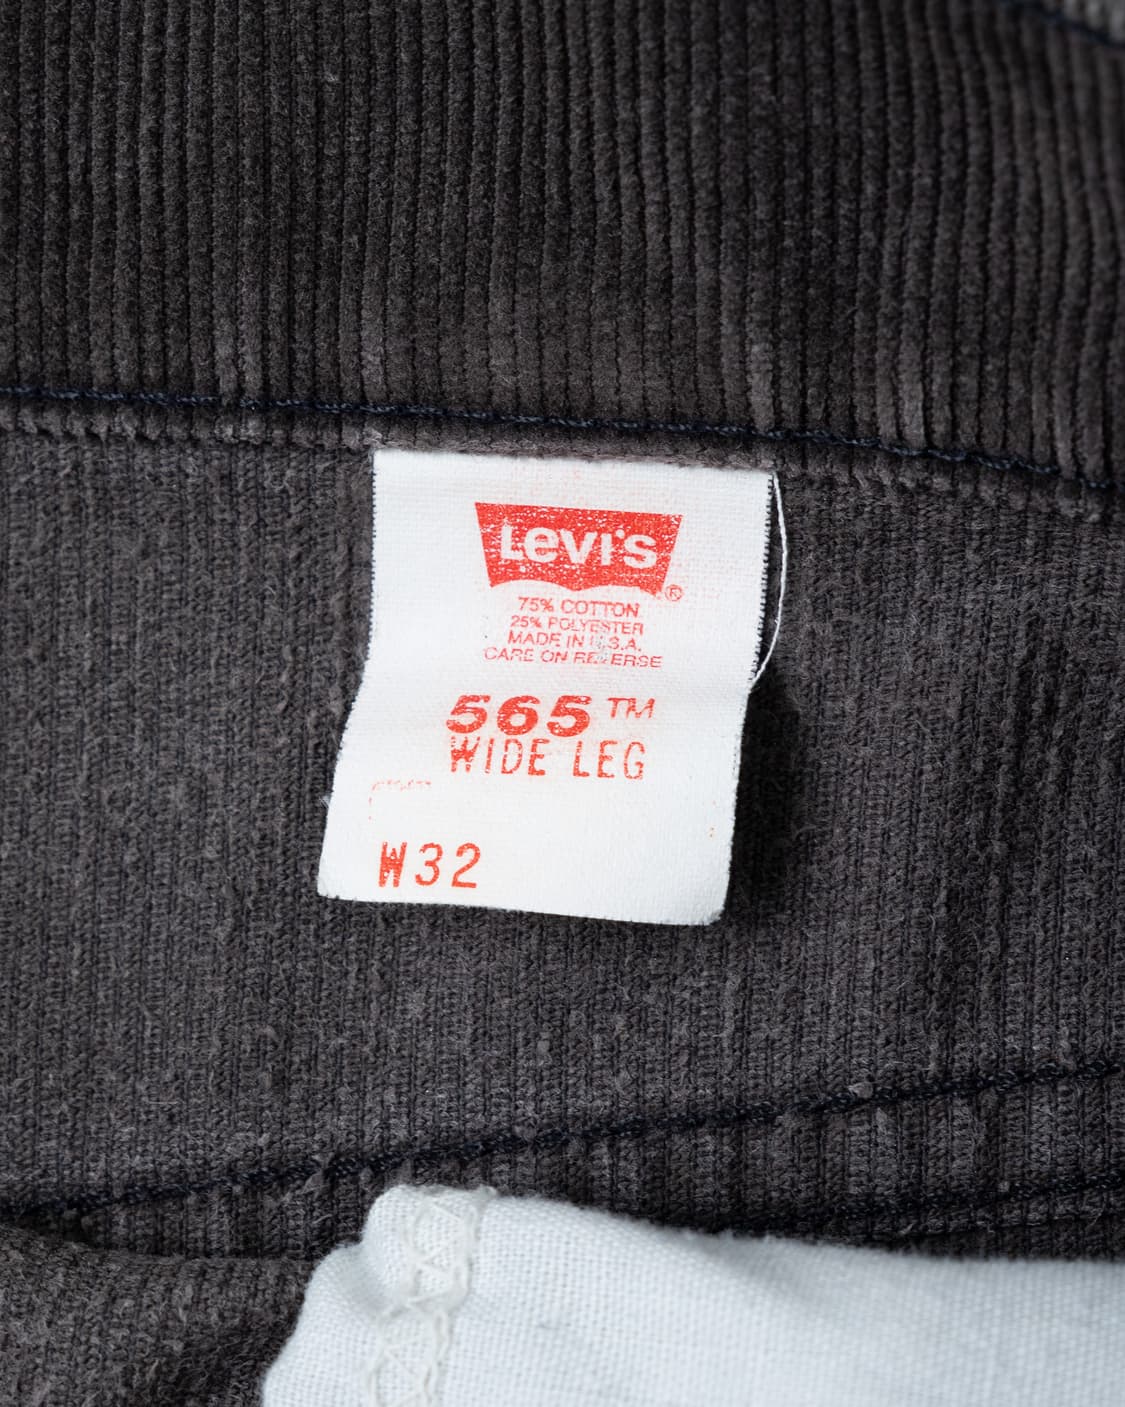 Levi's ®
75% COTTON
25% POLYESTER
MADE IN U.S.A.
CARE ON REVERSE
565™
WIDE LEG
W32